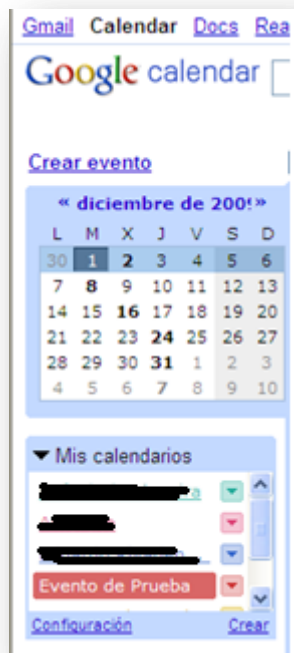 Gmail Calendar Docs Rea
Google calendar
Crear evento
« diciembre de 200 »
L M X J V S D
30 1 2 3 4 5 6
7 8 9 10 11 12 13
14 15 16 17 18 19 20
21 22 23 24 25 26 27
28 29 30 31 1 2 3
4 5 6 7 8 9 10
Mis calendarios
Evento de Prueba
Configuración Crear